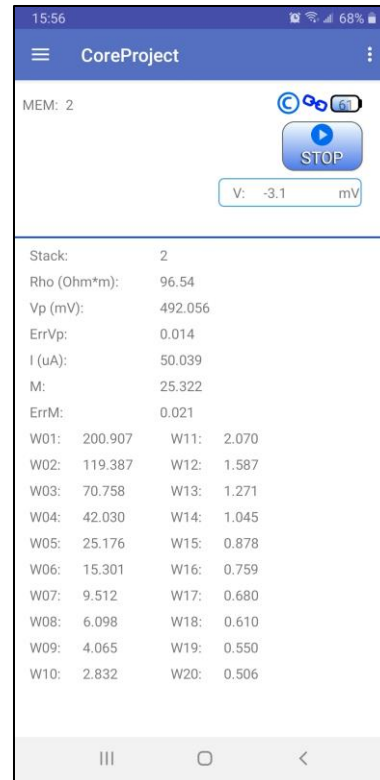 15:56 68%
CoreProject
MEM: 2 C 61
STOP
V: -3.1 mV
Stack: 2
Rho (Ohm*m): 96.54
Vp (mV): 492.056
ErrVp: 0.014
I (uA): 50.039
M: 25.322
ErrM: 0.021
W01: 200.907 W11: 2.070
W02: 119.387 W12: 1.587
W03: 70.758 W13: 1.271
W04: 42.030 W14: 1.045
W05: 25.176 W15: 0.878
W06: 15.301 W16: 0.759
W07: 9.512 W17: 0.680
W08: 6.098 W18: 0.610
W09: 4.065 W19: 0.550
W10: 2.832 W20: 0.506